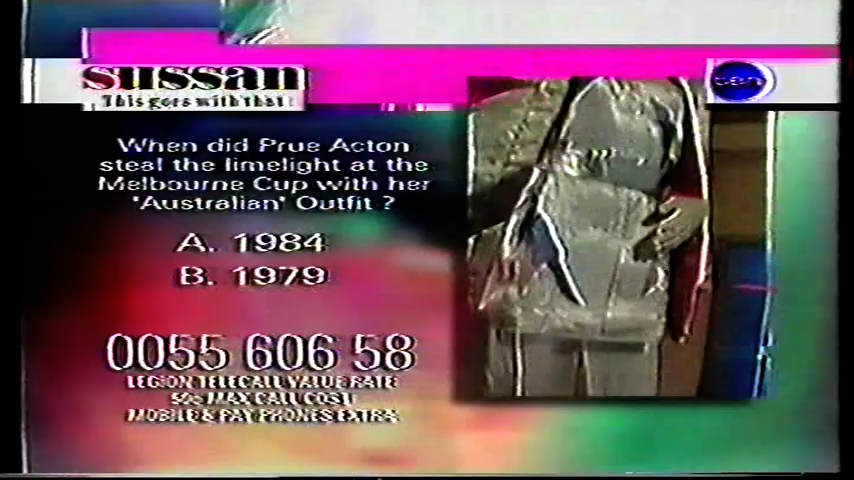 sussan
This goes with that!
ten
When did Prue Acton
steal the limelight at the
Melbourne Cup with her
'Australian' Outfit ?
A. 1984
B. 1979
0055 606 58
LEGION TELECALL VALUE RATE
50c MAX CALL COST
MOBILE & PAY PHONES EXTRA